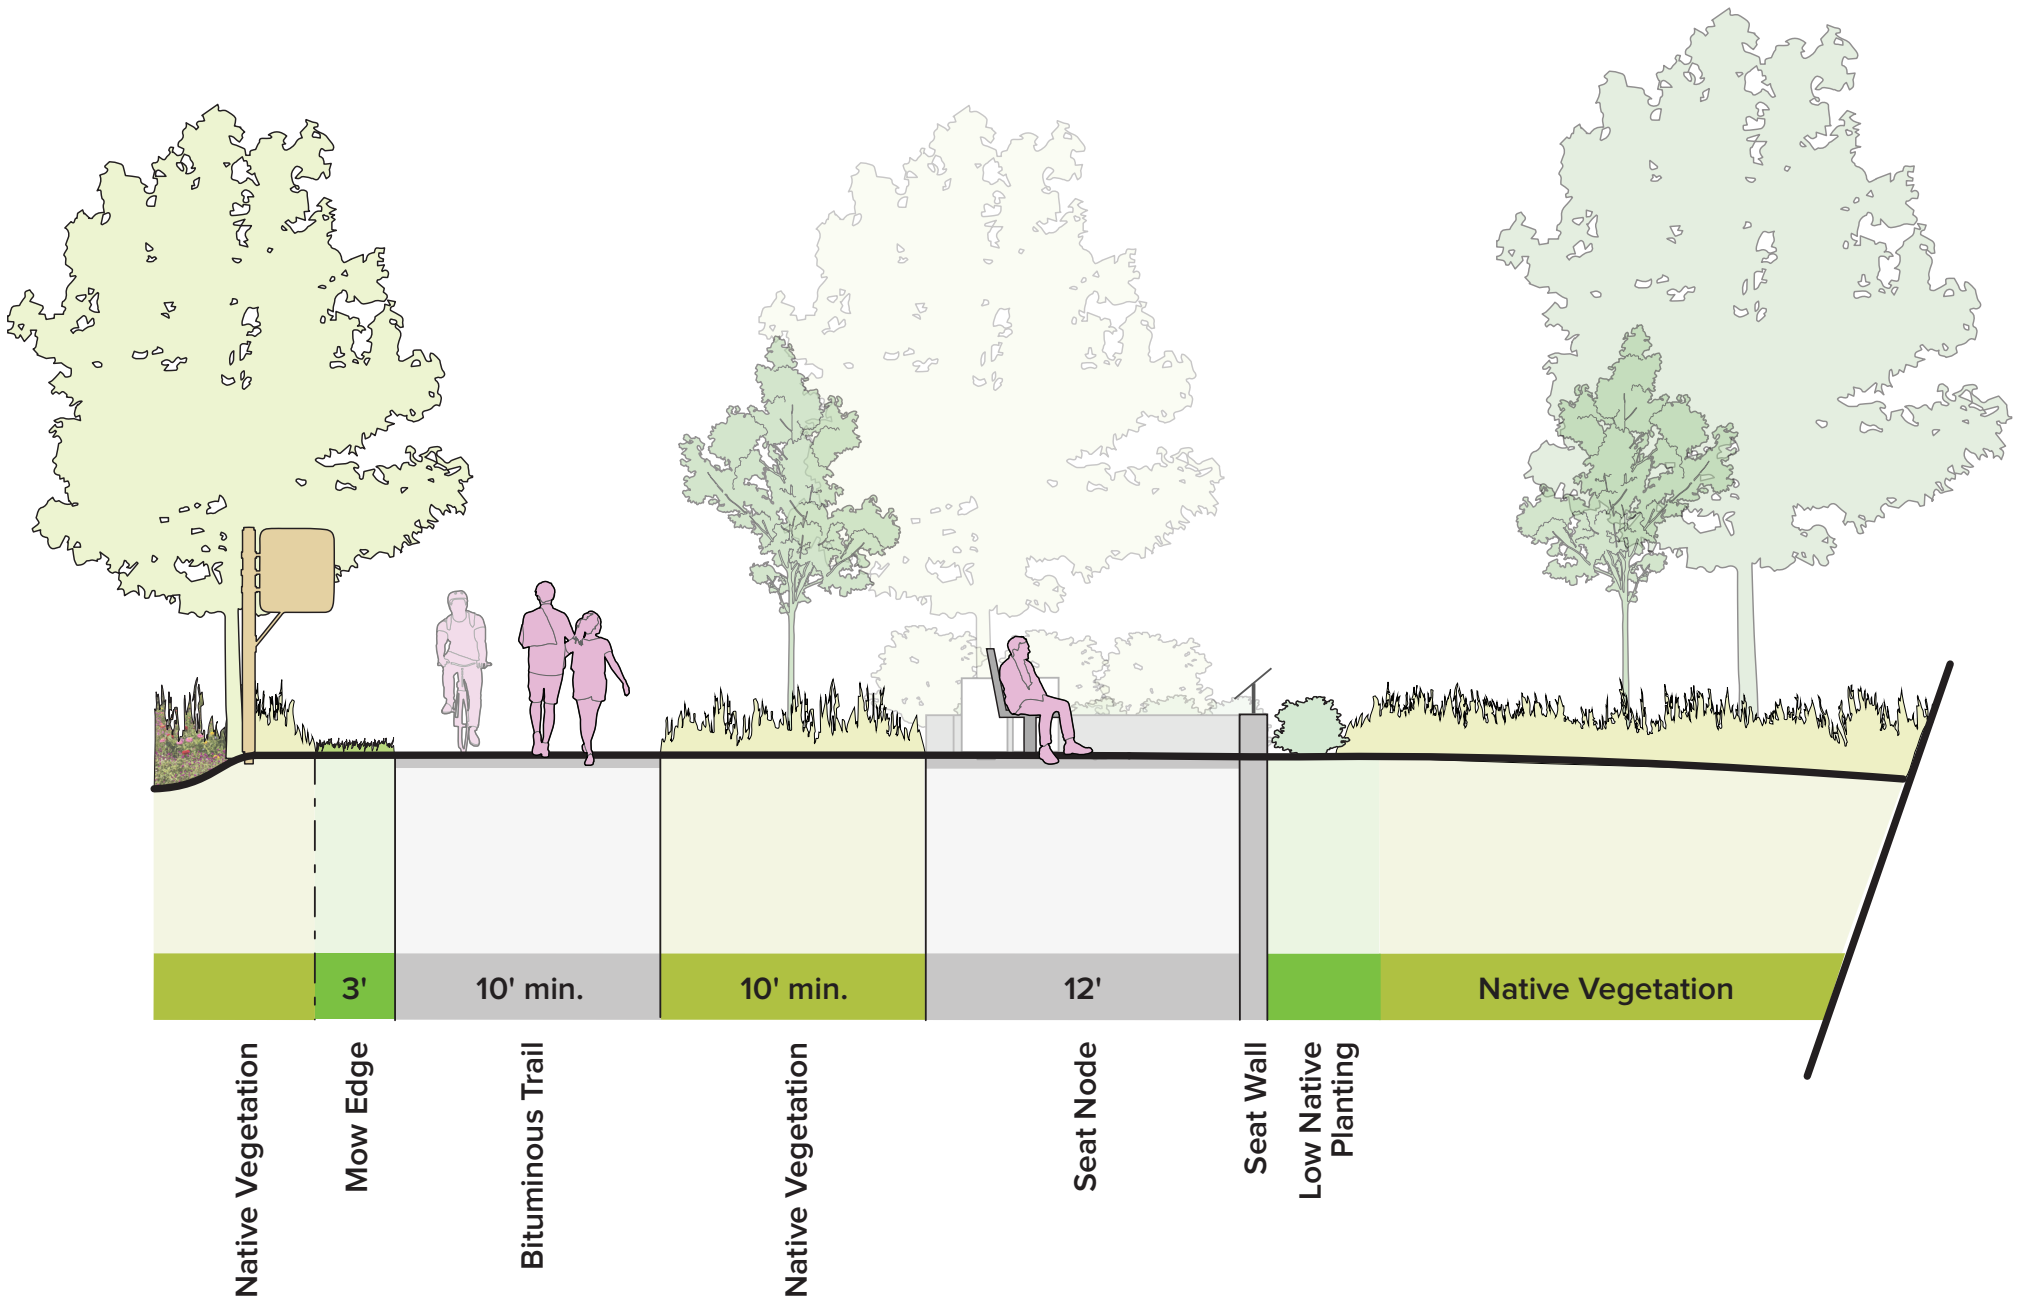 3'
10' min.
10' min.
12'
Native Vegetation
Native Vegetation
Mow Edge
Bituminous Trail
Native Vegetation
Seat Node
Seat Wall
Low Native
Planting